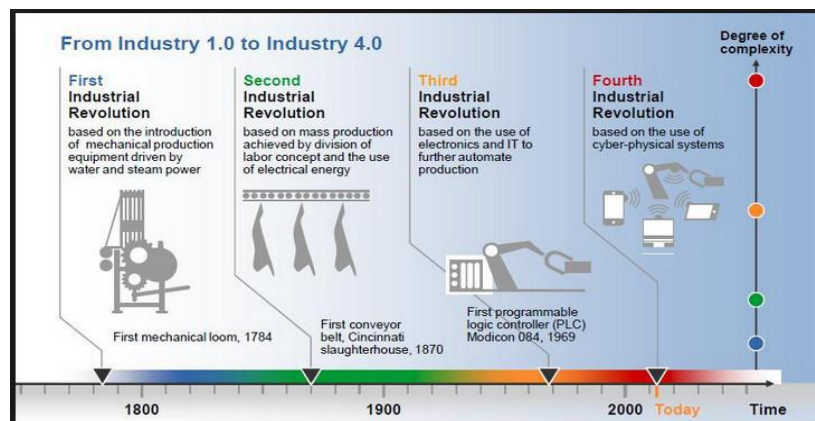 From Industry 1.0 to Industry 4.0
Degree of
complexity
First
Industrial
Revolution
based on the introduction
of mechanical production
equipment driven by
water and steam power
Second
Industrial
Revolution
based on mass production
achieved by division of
labor concept and the use
of electrical energy
Third
Industrial
Revolution
based on the use of
electronics and IT to
further automate
production
Fourth
Industrial
Revolution
based on the use of
cyber-physical systems
First mechanical loom, 1784
First conveyor
belt, Cincinnati
slaughterhouse, 1870
First programmable
logic controller (PLC)
Modicon 084, 1969
1800
1900
2000
Today
Time